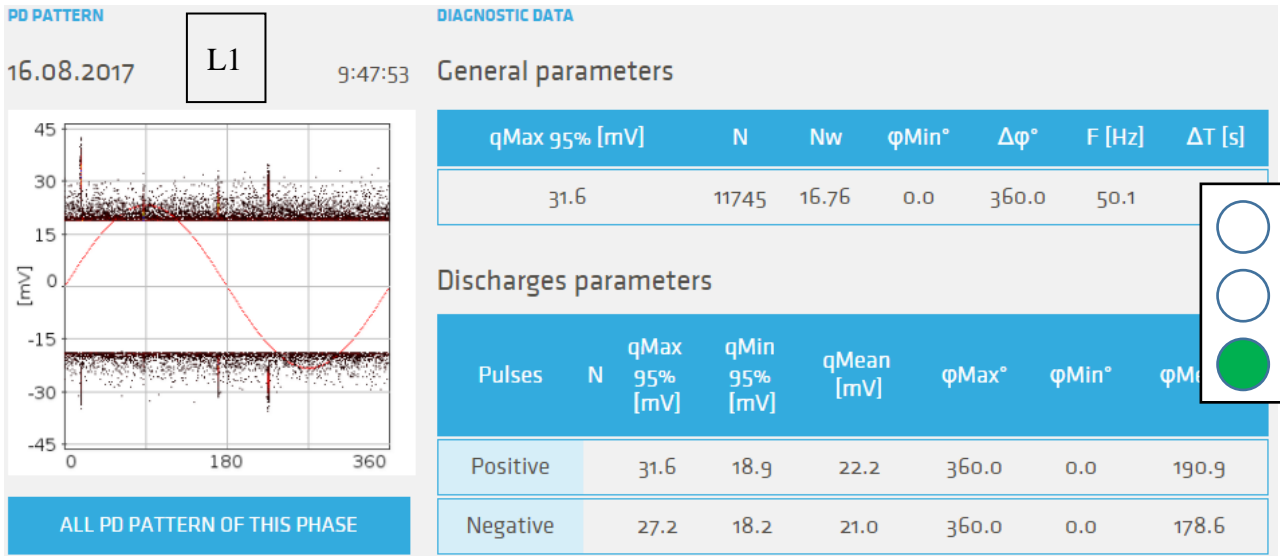 PD PATTERN
16.08.2017
L1
9:47:53
45
30
15
0
-15
-30
-45
[mV]
0
180
360
ALL PD PATTERN OF THIS PHASE
DIAGNOSTIC DATA
General parameters
qMax 95% [mV] N Nw φMin° Δφ° F [Hz] ΔT [s]
31.6 11745 16.76 0.0 360.0 50.1
Discharges parameters
Pulses N qMax 95% [mV] qMin 95% [mV] qMean [mV] φMax° φMin°
Positive 31.6 18.9 22.2 360.0 0.0 190.9
Negative 27.2 18.2 21.0 360.0 0.0 178.6